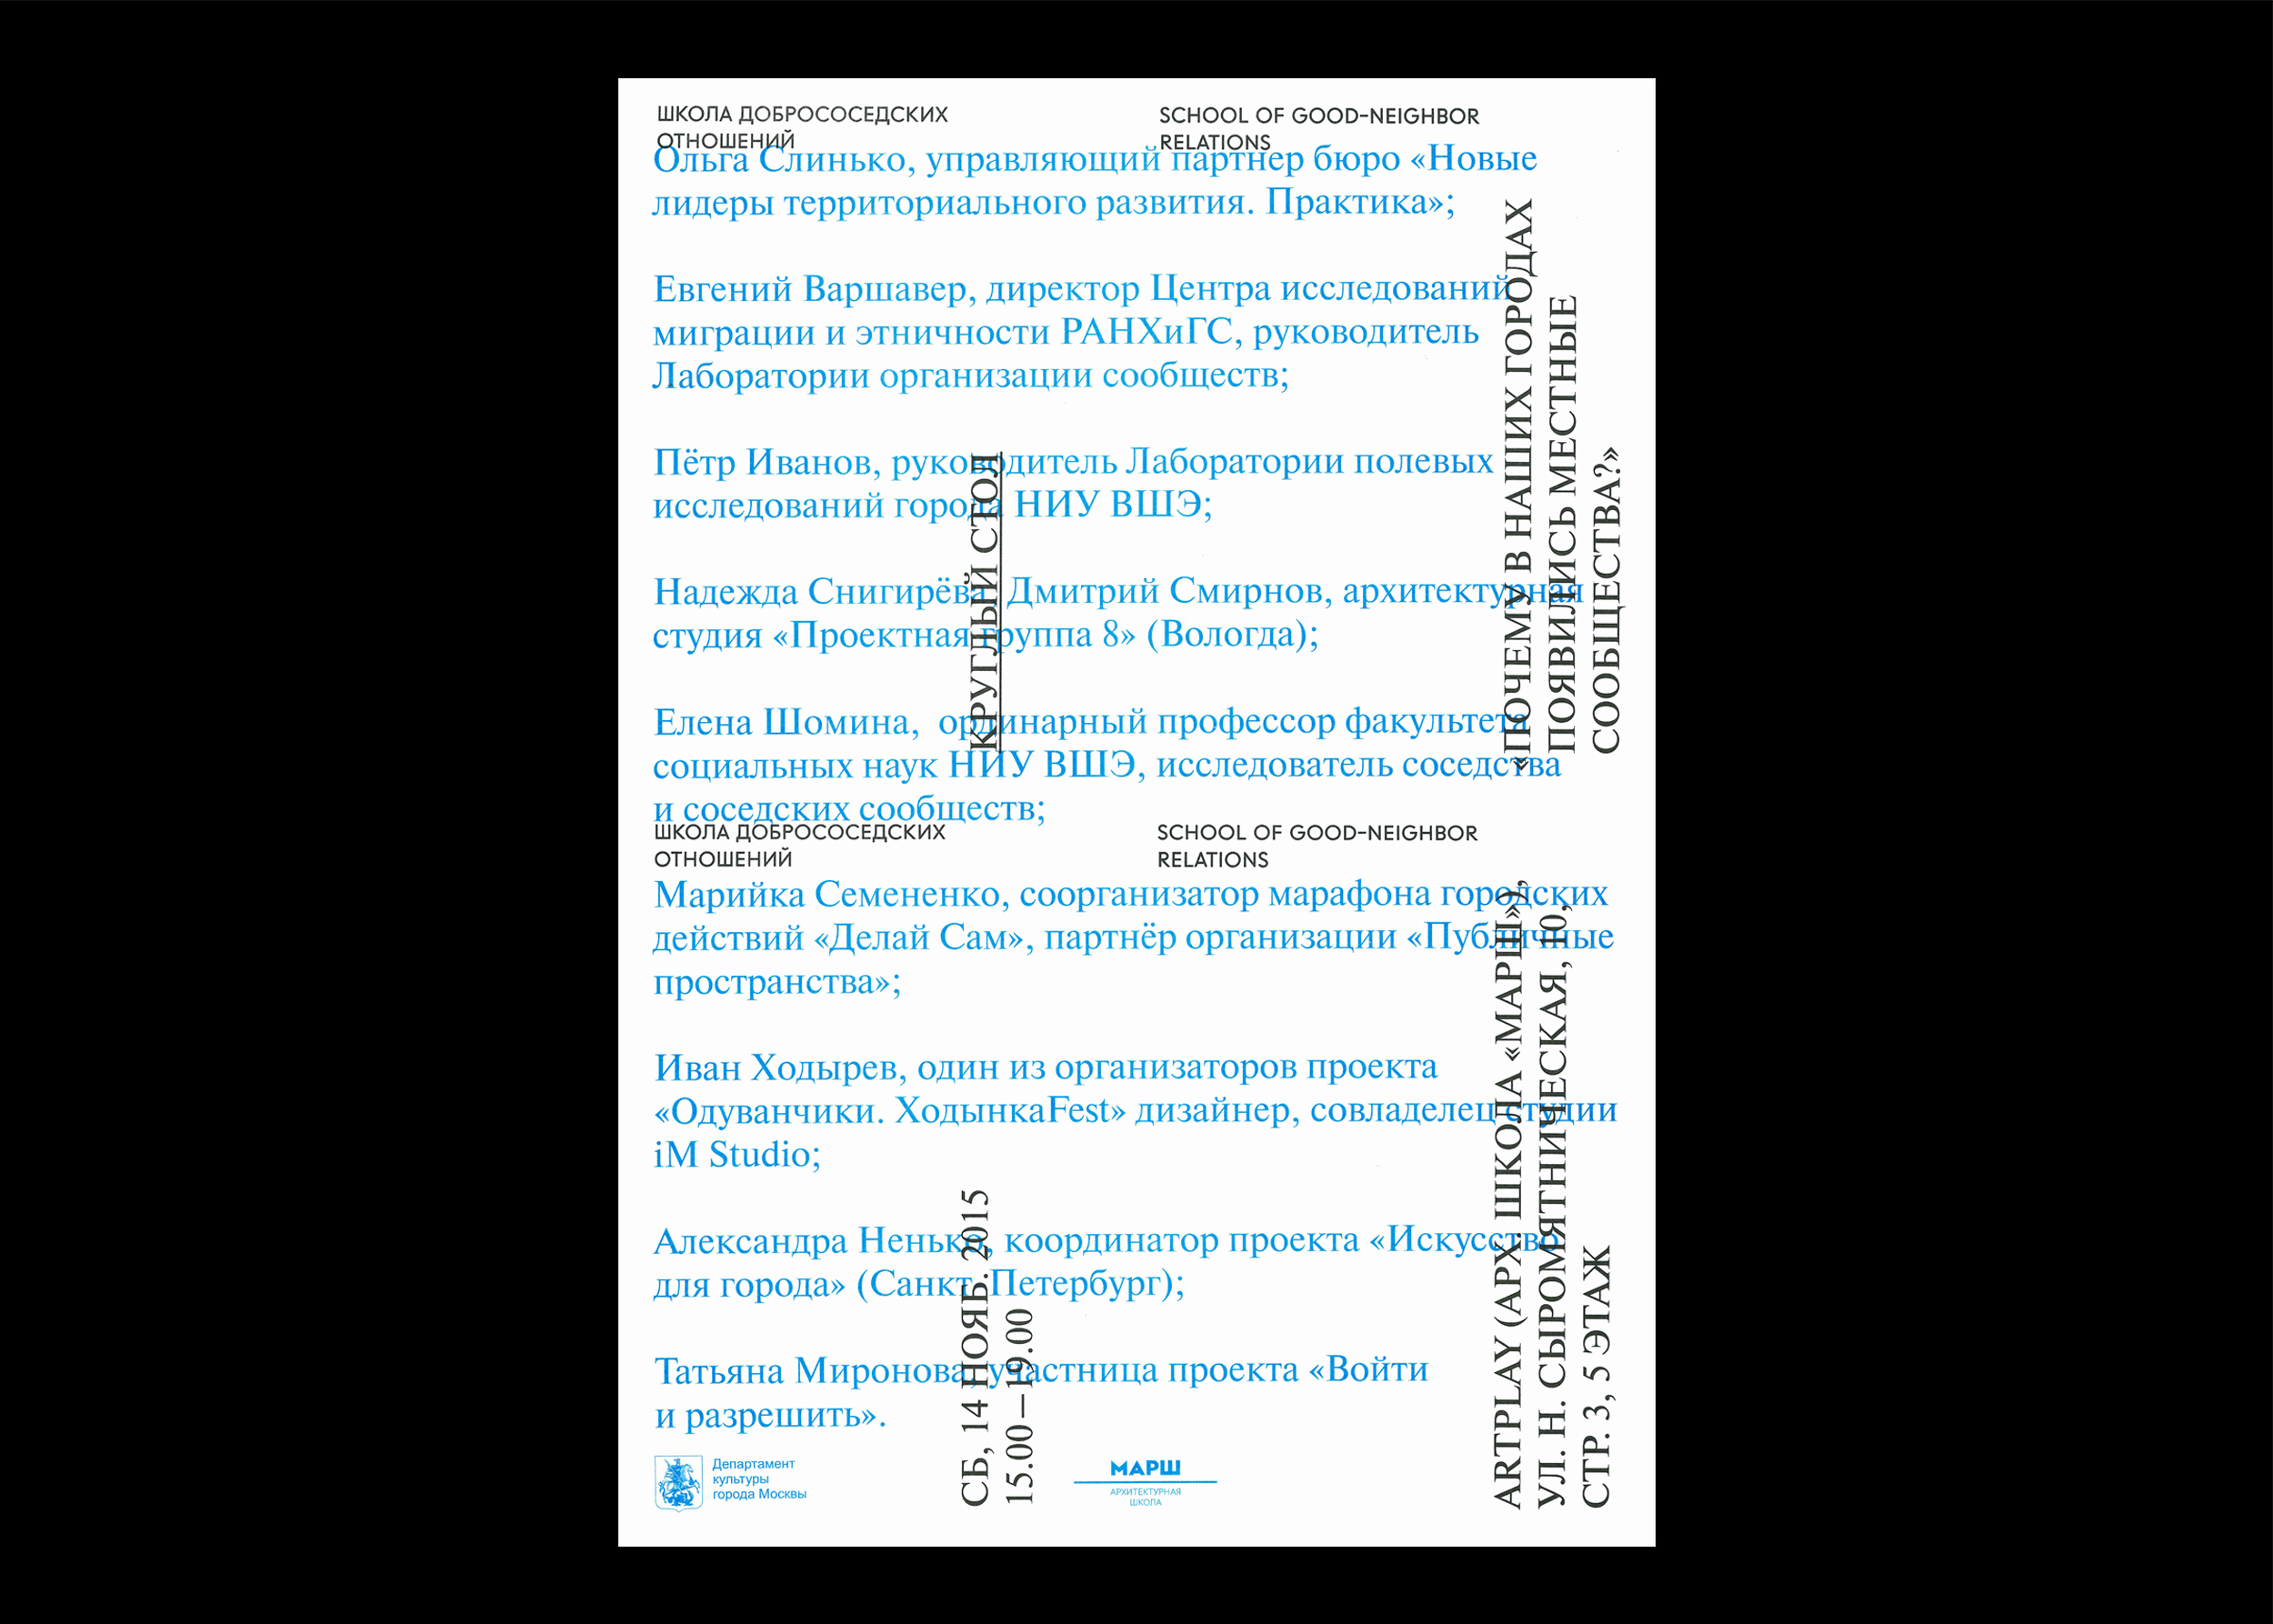 ШКОЛА ДОБРОСОСЕДСКИХ
ОТНОШЕНИЙ
SCHOOL OF GOOD-NEIGHBOR
RELATIONS
Ольга Слинько, управляющий партнер бюро «Новые
лидеры территориального развития. Практика»;
Евгений Варшавер, директор Центра исследований
миграции и этничности РАНХиГС, руководитель
Лаборатории организации сообществ;
Пётр Иванов, руководитель Лаборатории полевых
исследований города НИУ ВШЭ;
Надежда Снигирёва, Дмитрий Смирнов, архитектурная
студия «Проектная группа 8» (Вологда);
Елена Шомина, ординарный профессор факультета
социальных наук НИУ ВШЭ, исследователь соседства
и соседских сообществ;
КРУГЛЫЙ СТОЛ
«ПОЧЕМУ В НАШИХ ГОРОДАХ
ПОЯВИЛИСЬ МЕСТНЫЕ
СООБЩЕСТВА?»
ШКОЛА ДОБРОСОСЕДСКИХ
ОТНОШЕНИЙ
SCHOOL OF GOOD-NEIGHBOR
RELATIONS
Марийка Семененко, соорганизатор марафона городских
действий «Делай Сам», партнёр организации «Публичные
пространства»;
Иван Ходырев, один из организаторов проекта
«Одуванчики. ХодынкаFest» дизайнер, совладелец студии
iM Studio;
Александра Ненько, координатор проекта «Искусство
для города» (Санкт-Петербург);
Татьяна Миронова, участница проекта «Войти
и разрешить».
СБ, 14 НОЯБ. 2015
15.00–19.00
ARTPLAY (АРХ. ШКОЛА «МАРШ»),
УЛ. Н. СЫРОМЯТНИЧЕСКАЯ, 10,
СТР. 3, 5 ЭТАЖ
Департамент
культуры
города Москвы
МАРШ
АРХИТЕКТУРНАЯ
ШКОЛА